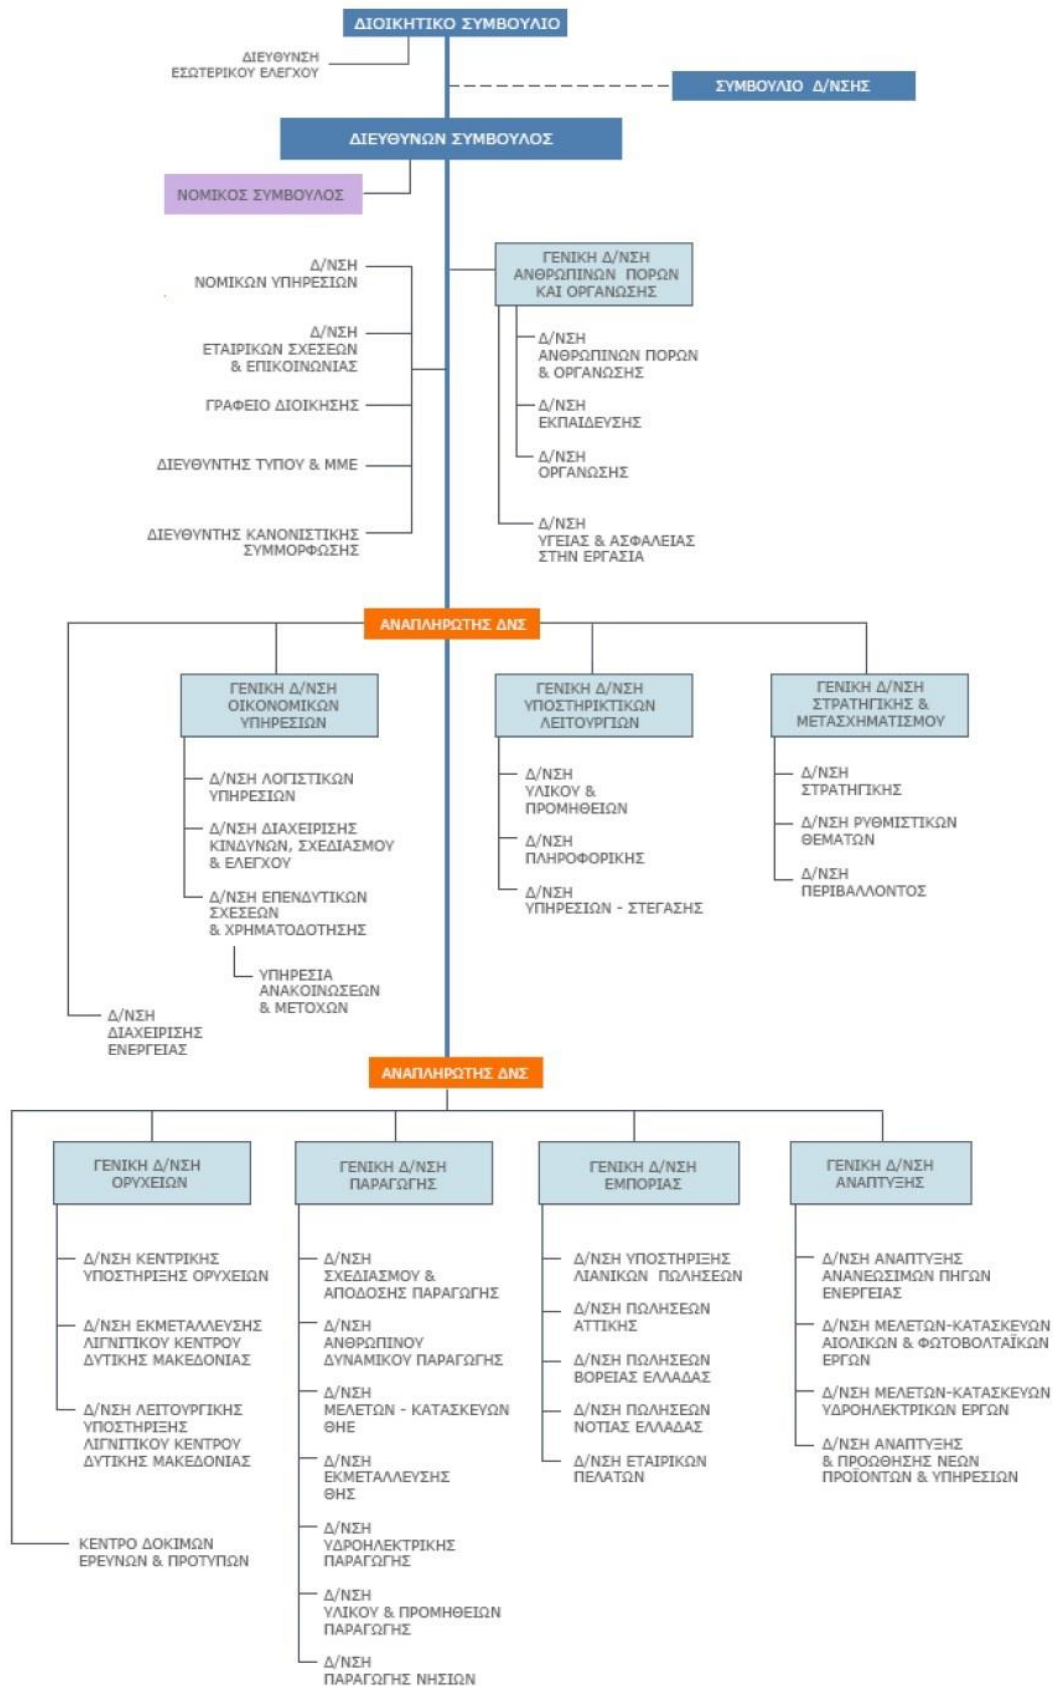 ΔΙΟΙΚΗΤΙΚΟ ΣΥΜΒΟΥΛΙΟ
ΔΙΕΥΘΥΝΣΗ
ΕΣΩΤΕΡΙΚΟΥ ΕΛΕΓΧΟΥ
ΣΥΜΒΟΥΛΙΟ Δ/ΝΣΗΣ
ΔΙΕΥΘΥΝΩΝ ΣΥΜΒΟΥΛΟΣ
ΝΟΜΙΚΟΣ ΣΥΜΒΟΥΛΟΣ
Δ/ΝΣΗ
ΝΟΜΙΚΩΝ ΥΠΗΡΕΣΙΩΝ
Δ/ΝΣΗ
ΕΤΑΙΡΙΚΩΝ ΣΧΕΣΕΩΝ
& ΕΠΙΚΟΙΝΩΝΙΑΣ
ΓΡΑΦΕΙΟ ΔΙΟΙΚΗΣΗΣ
ΔΙΕΥΘΥΝΤΗΣ ΤΥΠΟΥ & ΜΜΕ
ΔΙΕΥΘΥΝΤΗΣ ΚΑΝΟΝΙΣΤΙΚΗΣ
ΣΥΜΜΟΡΦΩΣΗΣ
ΓΕΝΙΚΗ Δ/ΝΣΗ
ΑΝΘΡΩΠΙΝΩΝ ΠΟΡΩΝ
ΚΑΙ ΟΡΓΑΝΩΣΗΣ
Δ/ΝΣΗ
ΑΝΘΡΩΠΙΝΩΝ ΠΟΡΩΝ
& ΟΡΓΑΝΩΣΗΣ
Δ/ΝΣΗ
ΕΚΠΑΙΔΕΥΣΗΣ
Δ/ΝΣΗ
ΟΡΓΑΝΩΣΗΣ
Δ/ΝΣΗ
ΥΓΕΙΑΣ & ΑΣΦΑΛΕΙΑΣ
ΣΤΗΝ ΕΡΓΑΣΙΑ
ΑΝΑΠΛΗΡΩΤΗΣ ΔΝΣ
ΓΕΝΙΚΗ Δ/ΝΣΗ
ΟΙΚΟΝΟΜΙΚΩΝ
ΥΠΗΡΕΣΙΩΝ
Δ/ΝΣΗ ΛΟΓΙΣΤΙΚΩΝ
ΥΠΗΡΕΣΙΩΝ
Δ/ΝΣΗ ΔΙΑΧΕΙΡΙΣΗΣ
ΚΙΝΔΥΝΩΝ, ΣΧΕΔΙΑΣΜΟΥ
& ΕΛΕΓΧΟΥ
Δ/ΝΣΗ ΕΠΕΝΔΥΤΙΚΩΝ
ΣΧΕΣΕΩΝ
& ΧΡΗΜΑΤΟΔΟΤΗΣΗΣ
ΥΠΗΡΕΣΙΑ
ΑΝΑΚΟΙΝΩΣΕΩΝ
& ΜΕΤΟΧΩΝ
Δ/ΝΣΗ
ΔΙΑΧΕΙΡΙΣΗΣ
ΕΝΕΡΓΕΙΑΣ
ΓΕΝΙΚΗ Δ/ΝΣΗ
ΥΠΟΣΤΗΡΙΚΤΙΚΩΝ
ΛΕΙΤΟΥΡΓΙΩΝ
Δ/ΝΣΗ
ΥΛΙΚΟΥ &
ΠΡΟΜΗΘΕΙΩΝ
Δ/ΝΣΗ
ΠΛΗΡΟΦΟΡΙΚΗΣ
Δ/ΝΣΗ
ΥΠΗΡΕΣΙΩΝ - ΣΤΕΓΑΣΗΣ
ΓΕΝΙΚΗ Δ/ΝΣΗ
ΣΤΡΑΤΗΓΙΚΗΣ &
ΜΕΤΑΣΧΗΜΑΤΙΣΜΟΥ
Δ/ΝΣΗ
ΣΤΡΑΤΗΓΙΚΗΣ
Δ/ΝΣΗ ΡΥΘΜΙΣΤΙΚΩΝ
ΘΕΜΑΤΩΝ
Δ/ΝΣΗ
ΠΕΡΙΒΑΛΛΟΝΤΟΣ
ΑΝΑΠΛΗΡΩΤΗΣ ΔΝΣ
ΓΕΝΙΚΗ Δ/ΝΣΗ
ΟΡΥΧΕΙΩΝ
Δ/ΝΣΗ ΚΕΝΤΡΙΚΗΣ
ΥΠΟΣΤΗΡΙΞΗΣ ΟΡΥΧΕΙΩΝ
Δ/ΝΣΗ ΕΚΜΕΤΑΛΛΕΥΣΗΣ
ΛΙΓΝΙΤΙΚΟΥ ΚΕΝΤΡΟΥ
ΔΥΤΙΚΗΣ ΜΑΚΕΔΟΝΙΑΣ
Δ/ΝΣΗ ΛΕΙΤΟΥΡΓΙΚΗΣ
ΥΠΟΣΤΗΡΙΞΗΣ
ΛΙΓΝΙΤΙΚΟΥ ΚΕΝΤΡΟΥ
ΔΥΤΙΚΗΣ ΜΑΚΕΔΟΝΙΑΣ
ΚΕΝΤΡΟ ΔΟΚΙΜΩΝ
ΕΡΕΥΝΩΝ & ΠΡΟΤΥΠΩΝ
ΓΕΝΙΚΗ Δ/ΝΣΗ
ΠΑΡΑΓΩΓΗΣ
Δ/ΝΣΗ
ΣΧΕΔΙΑΣΜΟΥ &
ΑΠΟΔΟΣΗΣ ΠΑΡΑΓΩΓΗΣ
Δ/ΝΣΗ
ΑΝΘΡΩΠΙΝΟΥ
ΔΥΝΑΜΙΚΟΥ ΠΑΡΑΓΩΓΗΣ
Δ/ΝΣΗ
ΜΕΛΕΤΩΝ - ΚΑΤΑΣΚΕΥΩΝ
ΘΗΕ
Δ/ΝΣΗ
ΕΚΜΕΤΑΛΛΕΥΣΗΣ
ΘΗΣ
Δ/ΝΣΗ
ΥΔΡΟΗΛΕΚΤΡΙΚΗΣ
ΠΑΡΑΓΩΓΗΣ
Δ/ΝΣΗ
ΥΛΙΚΟΥ & ΠΡΟΜΗΘΕΙΩΝ
ΠΑΡΑΓΩΓΗΣ
Δ/ΝΣΗ
ΠΑΡΑΓΩΓΗΣ ΝΗΣΙΩΝ
ΓΕΝΙΚΗ Δ/ΝΣΗ
ΕΜΠΟΡΙΑΣ
Δ/ΝΣΗ ΥΠΟΣΤΗΡΙΞΗΣ
ΛΙΑΝΙΚΩΝ ΠΩΛΗΣΕΩΝ
Δ/ΝΣΗ ΠΩΛΗΣΕΩΝ
ΑΤΤΙΚΗΣ
Δ/ΝΣΗ ΠΩΛΗΣΕΩΝ
ΒΟΡΕΙΑΣ ΕΛΛΑΔΑΣ
Δ/ΝΣΗ ΠΩΛΗΣΕΩΝ
ΝΟΤΙΑΣ ΕΛΛΑΔΑΣ
Δ/ΝΣΗ ΕΤΑΙΡΙΚΩΝ
ΠΕΛΑΤΩΝ
ΓΕΝΙΚΗ Δ/ΝΣΗ
ΑΝΑΠΤΥΞΗΣ
Δ/ΝΣΗ ΑΝΑΠΤΥΞΗΣ
ΑΝΑΝΕΩΣΙΜΩΝ ΠΗΓΩΝ
ΕΝΕΡΓΕΙΑΣ
Δ/ΝΣΗ ΜΕΛΕΤΩΝ-ΚΑΤΑΣΚΕΥΩΝ
ΑΙΟΛΙΚΩΝ & ΦΩΤΟΒΟΛΤΑΪΚΩΝ
ΕΡΓΩΝ
Δ/ΝΣΗ ΜΕΛΕΤΩΝ-ΚΑΤΑΣΚΕΥΩΝ
ΥΔΡΟΗΛΕΚΤΡΙΚΩΝ ΕΡΓΩΝ
Δ/ΝΣΗ ΑΝΑΠΤΥΞΗΣ
& ΠΡΟΩΘΗΣΗΣ ΝΕΩΝ
ΠΡΟΪΟΝΤΩΝ & ΥΠΗΡΕΣΙΩΝ